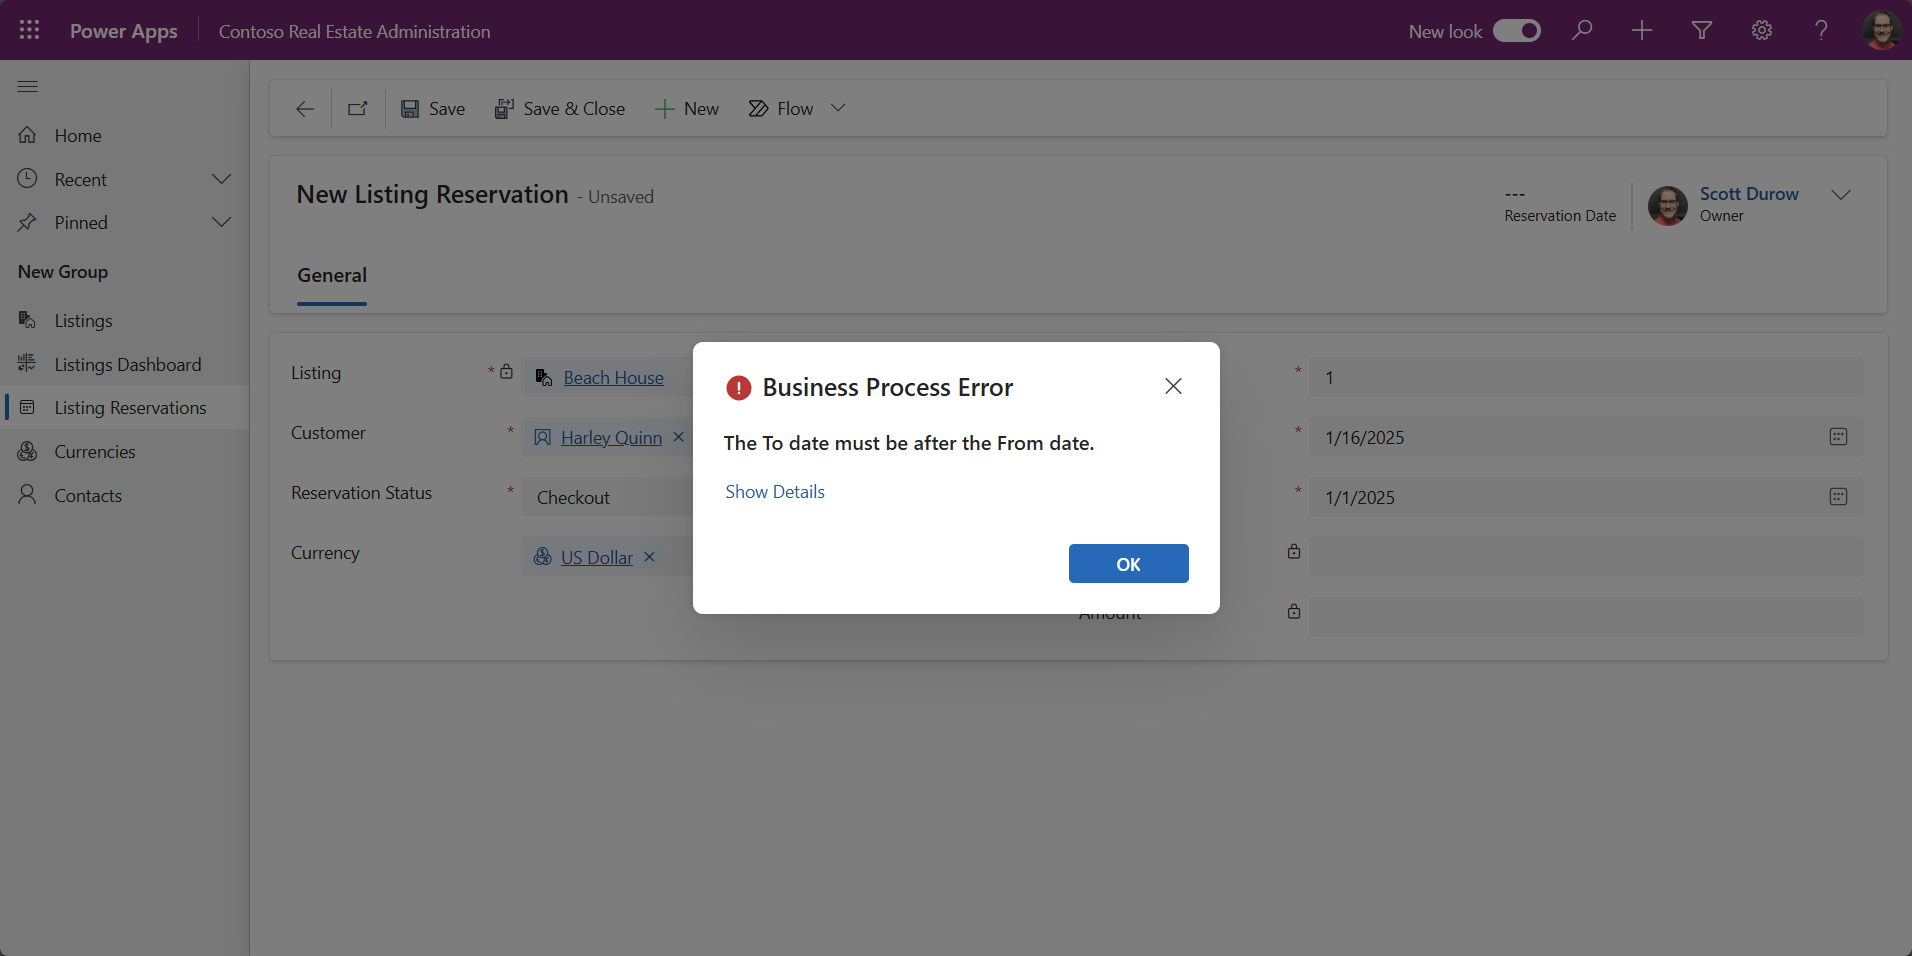 Power Apps
Contoso Real Estate Administration
New look
Home
Recent
Pinned
New Group
Listings
Listings Dashboard
Listing Reservations
Currencies
Contacts
Save
Save & Close
New
Flow
New Listing Reservation - Unsaved
---
Reservation Date
Scott Durow
Owner
General
Listing * Beach House
Customer * Harley Quinn
Reservation Status * Checkout
Currency US Dollar
* 1
* 1/16/2025
* 1/1/2025
Amount
Business Process Error
The To date must be after the From date.
Show Details
OK